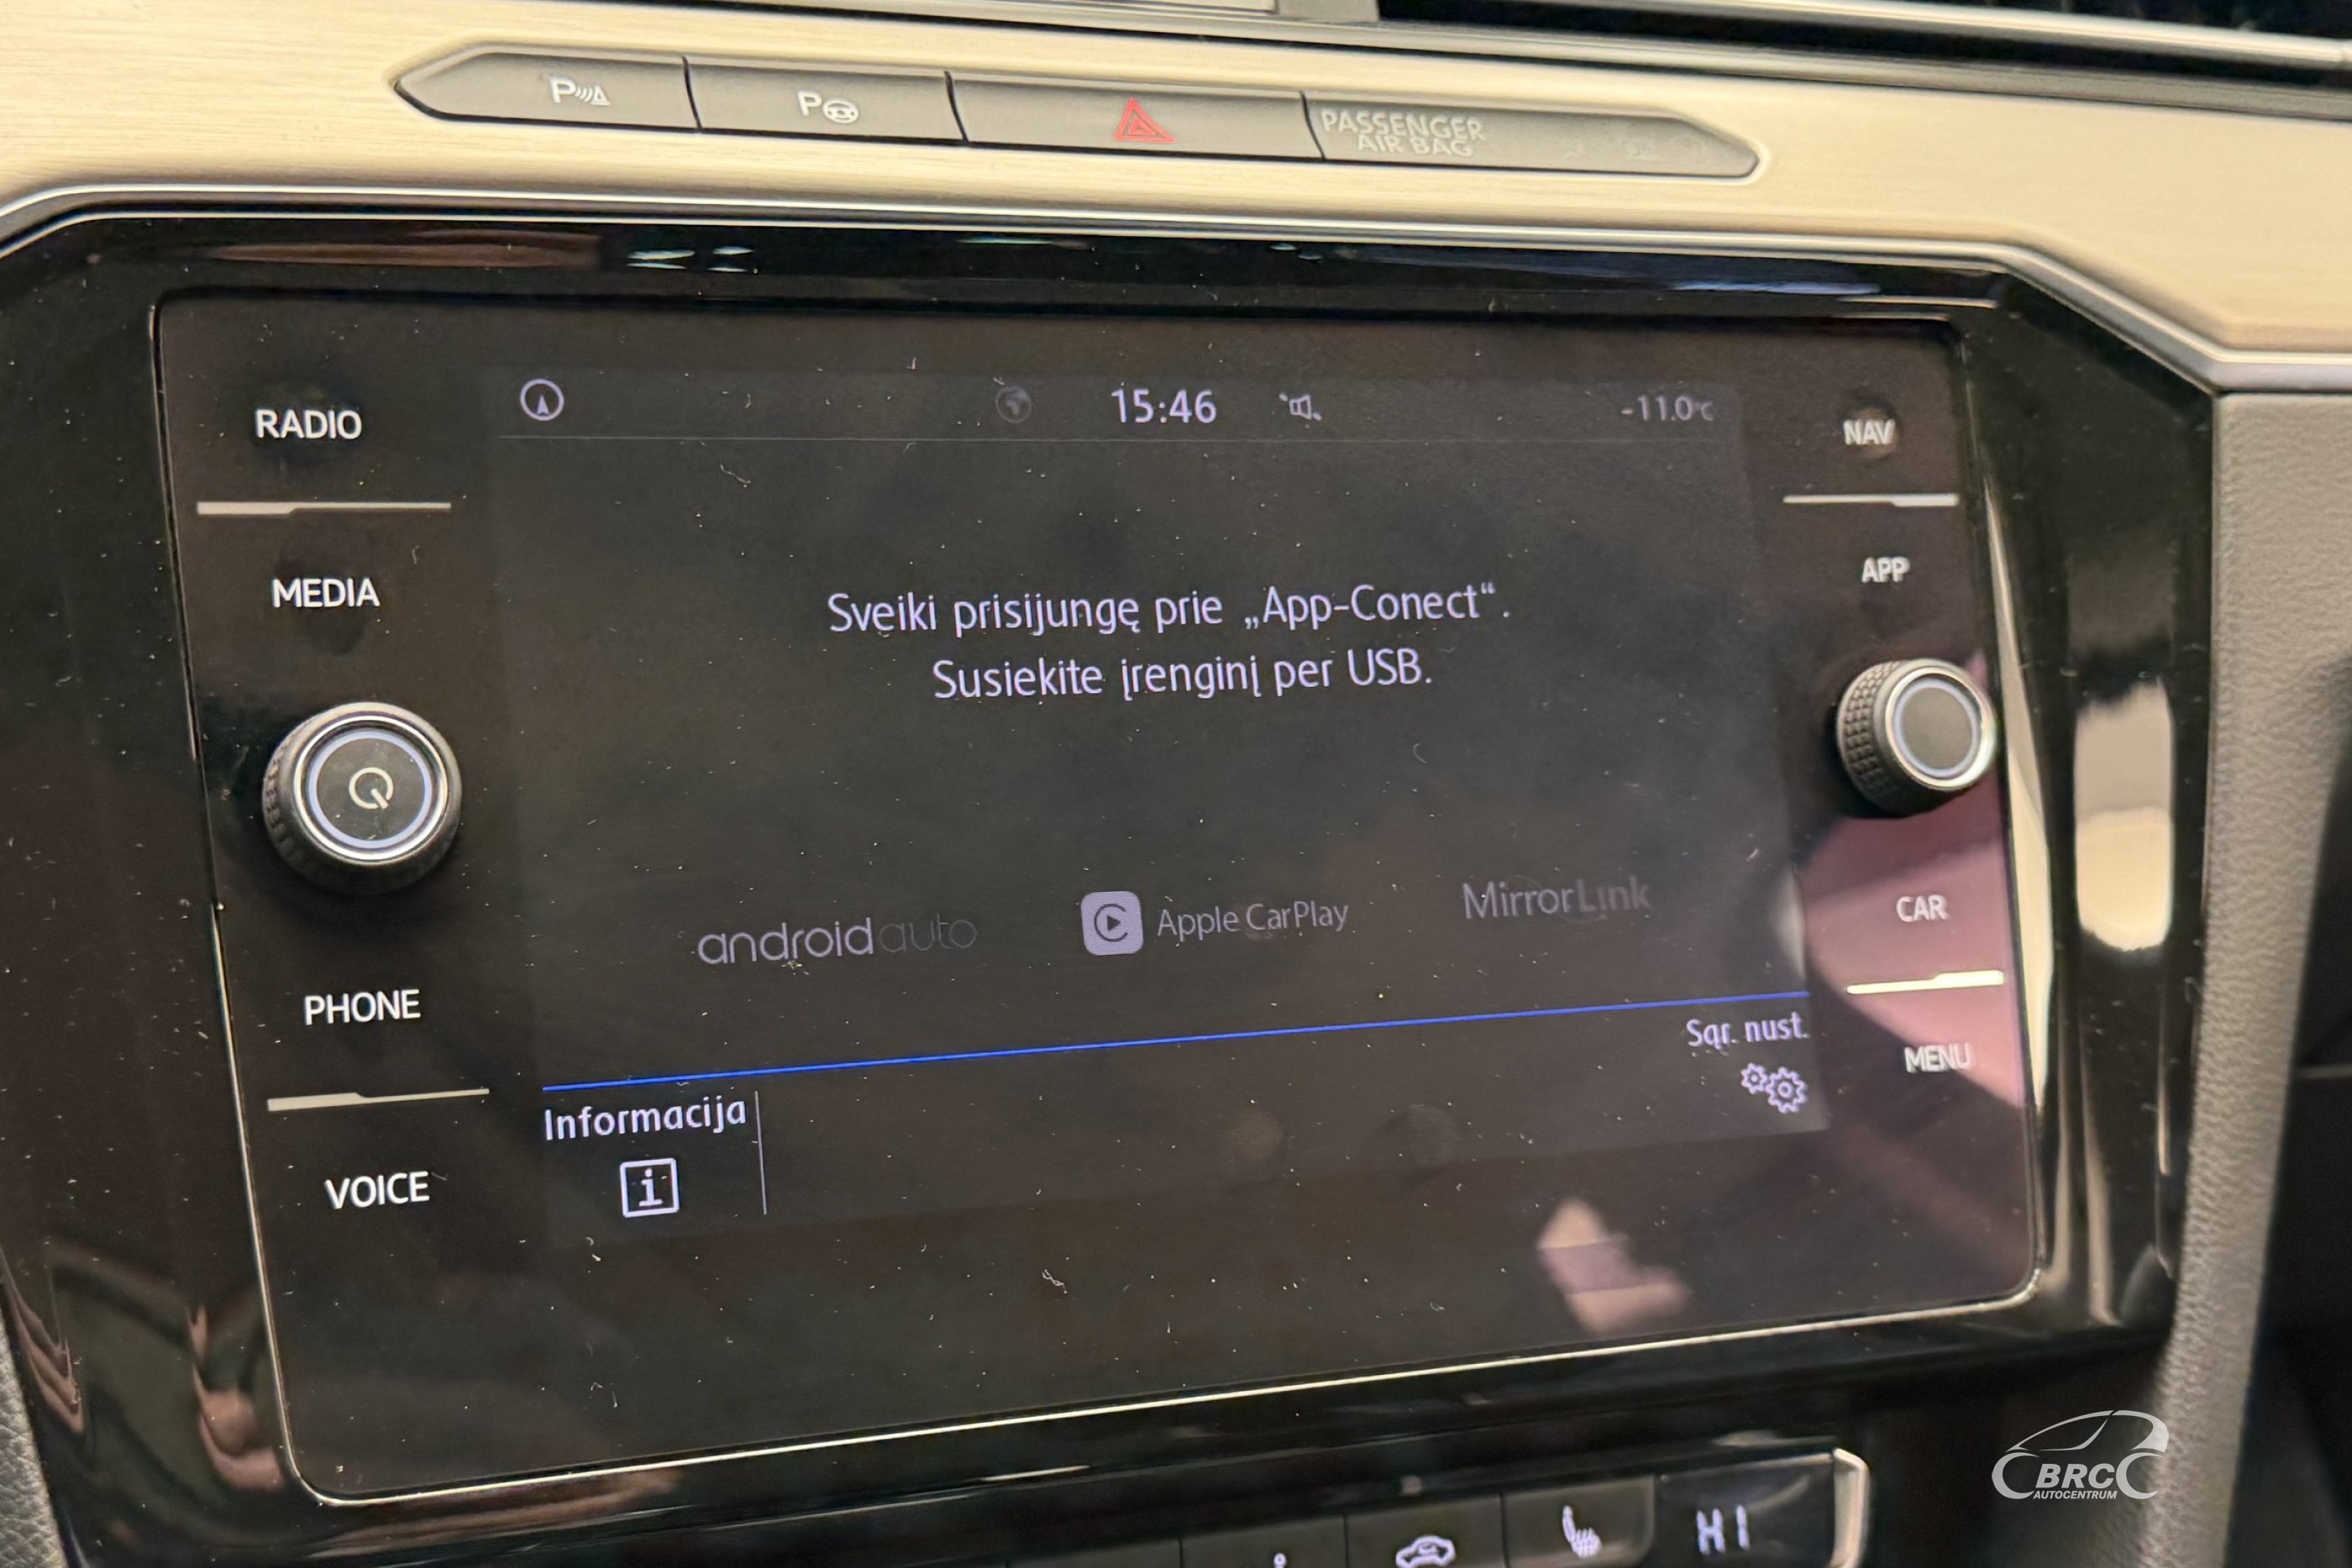 P
P
PASSENGER
AIR BAG
RADIO
15:46
-11.0°C
NAV
MEDIA
APP
Sveiki prisijungę prie „App-Conect“.
Susiekite įrenginį per USB.
android auto
Apple CarPlay
MirrorLink
CAR
PHONE
Sąr. nust.
MENU
Informacija
i
VOICE
BRC
AUTOCENTRUM
HI